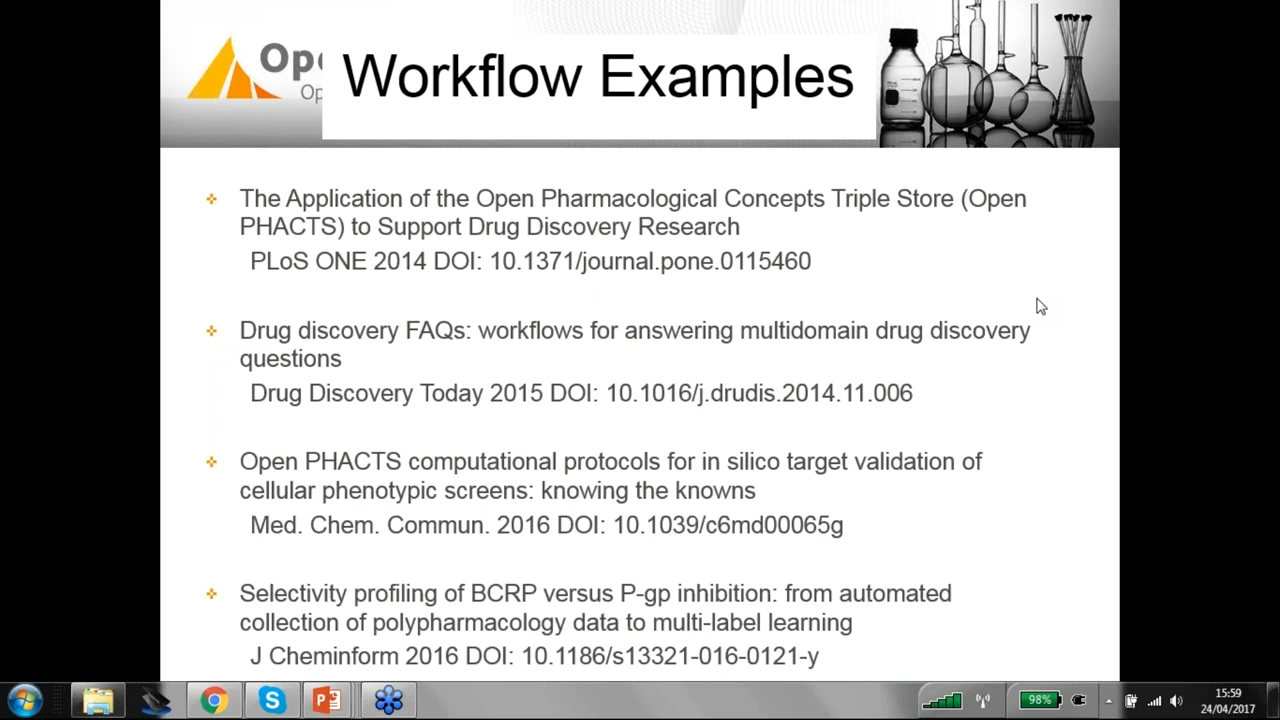 Ope
Op
Workflow Examples
The Application of the Open Pharmacological Concepts Triple Store (Open
PHACTS) to Support Drug Discovery Research
PLoS ONE 2014 DOI: 10.1371/journal.pone.0115460
Drug discovery FAQs: workflows for answering multidomain drug discovery
questions
Drug Discovery Today 2015 DOI: 10.1016/j.drudis.2014.11.006
Open PHACTS computational protocols for in silico target validation of
cellular phenotypic screens: knowing the knowns
Med. Chem. Commun. 2016 DOI: 10.1039/c6md00065g
Selectivity profiling of BCRP versus P-gp inhibition: from automated
collection of polypharmacology data to multi-label learning
J Cheminform 2016 DOI: 10.1186/s13321-016-0121-y
98%
15:59
24/04/2017